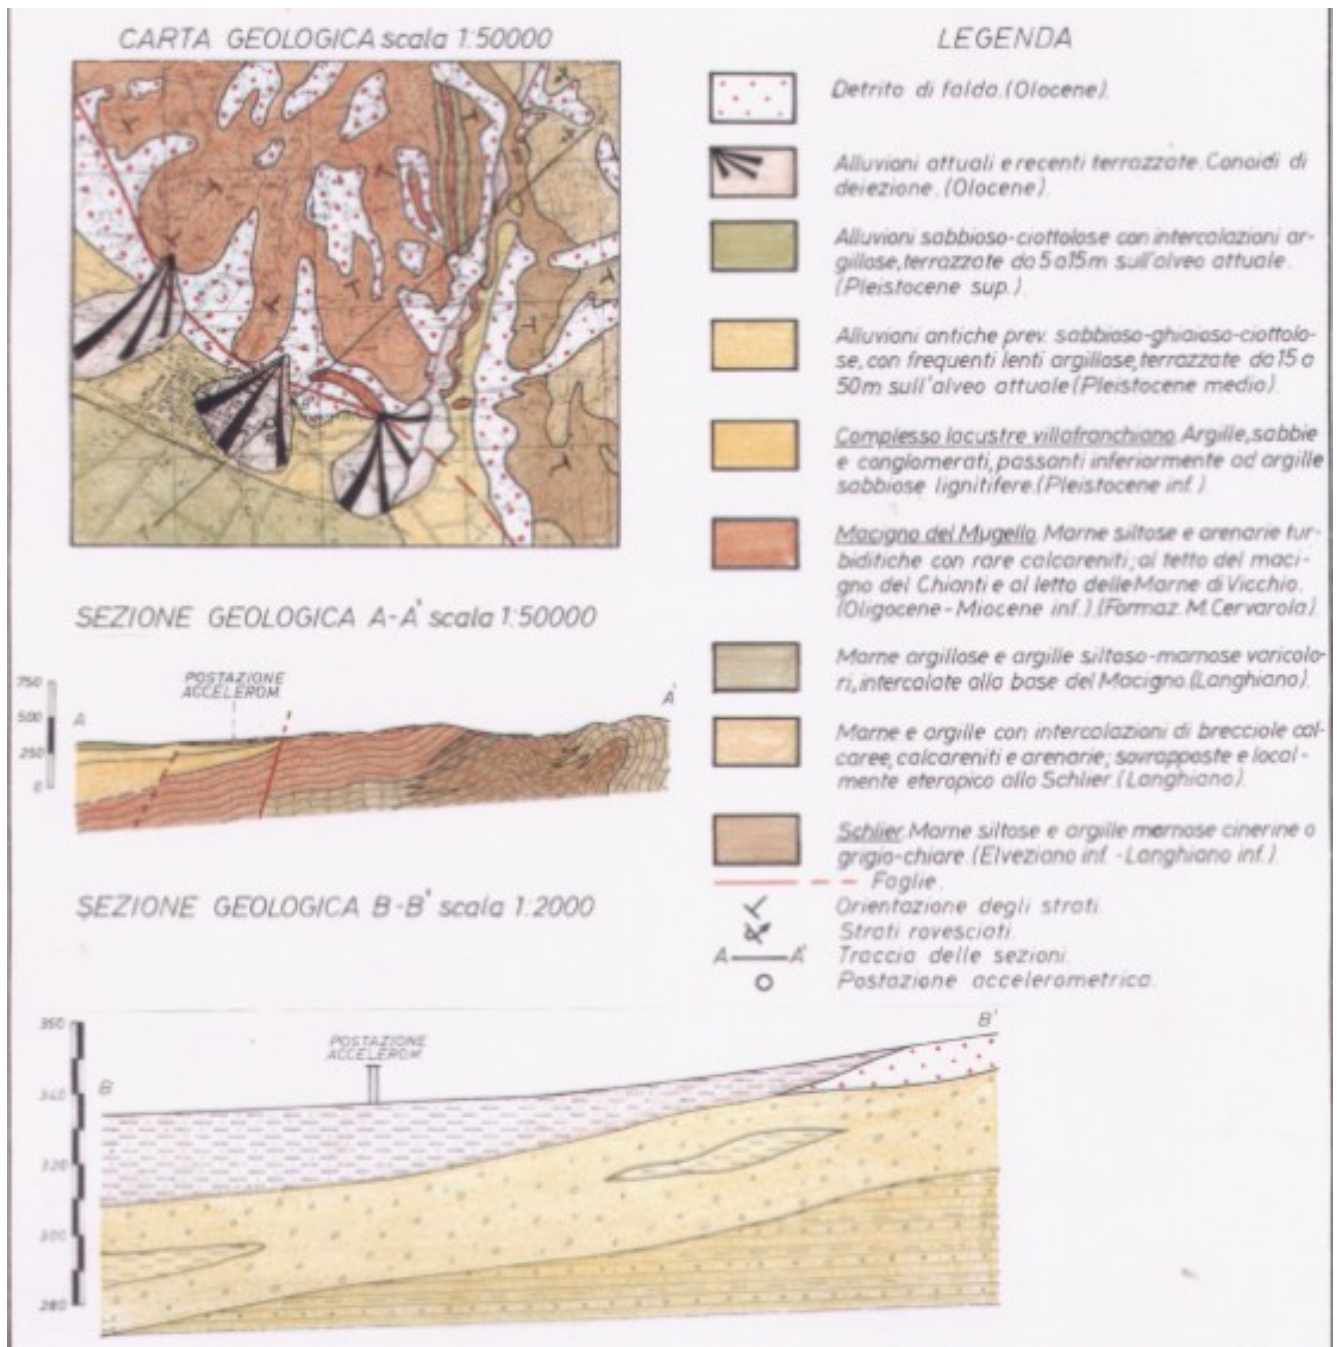 CARTA GEOLOGICA scala 1:50000
SEZIONE GEOLOGICA A-A' scala 1:50000
POSTAZIONE
ACCELEROM.
750
500
250
0
A
A'
SEZIONE GEOLOGICA B-B' scala 1:2000
POSTAZIONE
ACCELEROM.
360
340
320
300
280
B
B'
LEGENDA
Detrito di falda.(Olocene).
Alluvioni attuali e recenti terrazzate. Conoidi di
deiezione. (Olocene).
Alluvioni sabbioso-ciottolose con intercalazioni ar-
gillose, terrazzate da 5 a 15 m sull'alveo attuale.
(Pleistocene sup.).
Alluvioni antiche prev. sabbioso-ghiaioso-ciottolo-
se, con frequenti lenti argillose, terrazzate da 15 a
50m sull'alveo attuale (Pleistocene medio).
Complesso lacustre villafranchiano. Argille, sabbie
e conglomerati, passanti inferiormente ad argille
sabbiose lignitifere.(Pleistocene inf.).
Macigno del Mugello. Marne siltose e arenarie tur-
biditiche con rare calcareniti; al tetto del maci-
gno del Chianti e al letto delle Marne di Vicchio.
(Oligocene - Miocene inf.).(Formaz. M.Cervarola).
Marne argillose e argille siltoso-marnose varicolo-
ri, intercalate alla base del Macigno.(Langhiano).
Marne e argille con intercalazioni di brecciole cal-
caree, calcareniti e arenarie; sovrapposte e local-
mente eteropico allo Schlier.(Langhiano).
Schlier. Marne siltose e argille marnose cinerine o
grigio-chiare.(Elveziano inf. - Langhiano inf.).
Faglie.
Orientazione degli strati.
Strati rovesciati.
A A' Traccia delle sezioni.
Postazione accelerometrica.